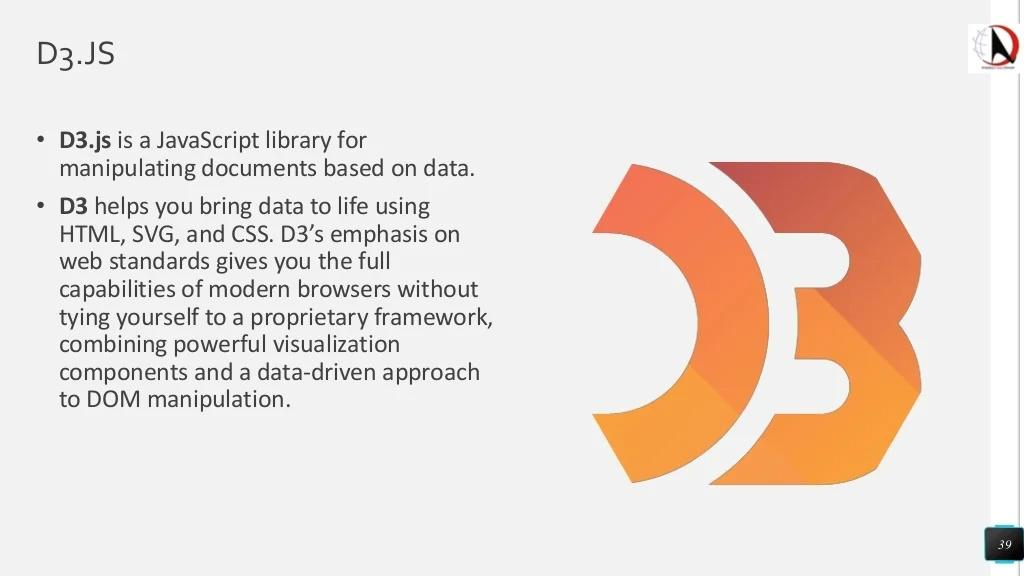 D3.JS
• D3.js is a JavaScript library for
manipulating documents based on data.
• D3 helps you bring data to life using
HTML, SVG, and CSS. D3’s emphasis on
web standards gives you the full
capabilities of modern browsers without
tying yourself to a proprietary framework,
combining powerful visualization
components and a data-driven approach
to DOM manipulation.
39